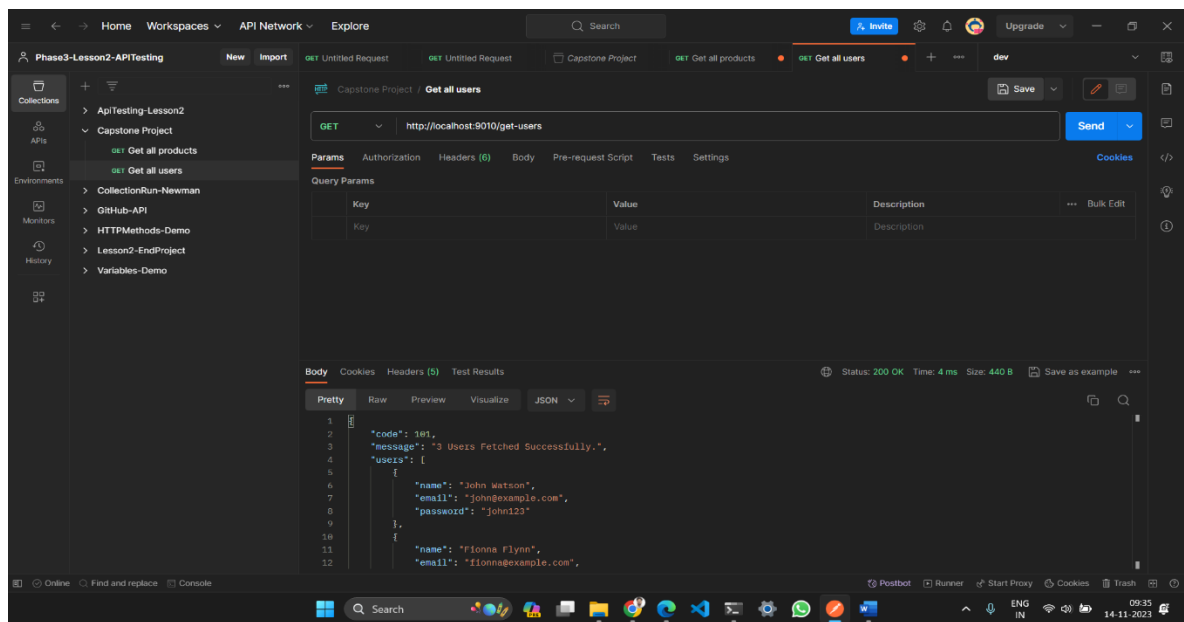 Home Workspaces API Network Explore Search Invite Upgrade
Phase3-Lesson2-APITesting New Import GET Untitled Request GET Untitled Request Capstone Project GET Get all products GET Get all users dev
Collections
APIs
Environments
Monitors
History
ApiTesting-Lesson2
Capstone Project
GET Get all products
GET Get all users
CollectionRun-Newman
GitHub-API
HTTPMethods-Demo
Lesson2-EndProject
Variables-Demo
HTTP Capstone Project / Get all users Save
GET http://localhost:9010/get-users Send
Params Authorization Headers (6) Body Pre-request Script Tests Settings Cookies
Query Params
Key Value Description Bulk Edit
Key Value Description
Body Cookies Headers (5) Test Results Status: 200 OK Time: 4 ms Size: 440 B Save as example
Pretty Raw Preview Visualize JSON
1 {
2 "code": 101,
3 "message": "3 Users Fetched Successfully.",
4 "users": [
5 {
6 "name": "John Watson",
7 "email": "john@example.com",
8 "password": "john123"
9 },
10 {
11 "name": "Fionna Flynn",
12 "email": "fionna@example.com",
Online Find and replace Console Postbot Runner Start Proxy Cookies Trash
Search ENG IN 09:35
14-11-2023